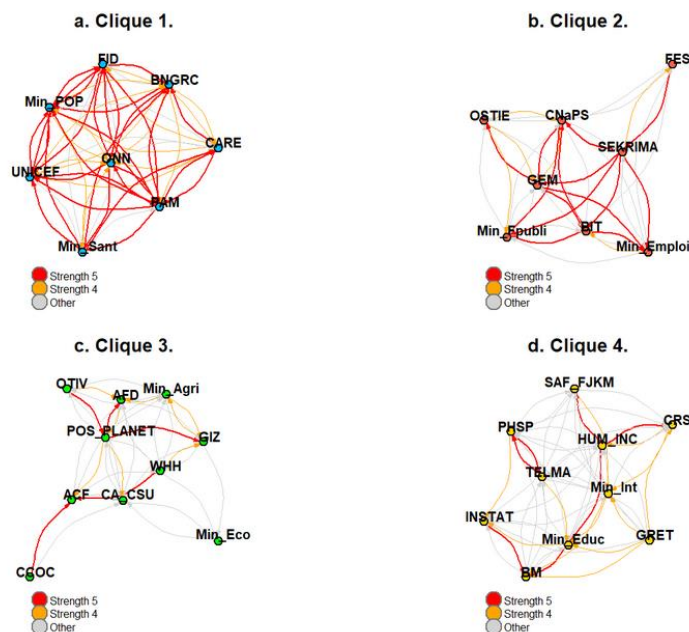 a. Clique 1.
FID
BNGRC
Min_POP
CARE
ONN
UNICEF
PAM
Min_Sant
Strength 5
Strength 4
Other
b. Clique 2.
FES
OSTIE
CNaPS
SEKRIMA
GEM
Min_Fpubli
BIT
Min_Emploi
Strength 5
Strength 4
Other
c. Clique 3.
OTIV
AFD
Min_Agri
POS_PLANET
GIZ
WHH
ACF
CA_CSU
Min_Eco
CCOC
Strength 5
Strength 4
Other
d. Clique 4.
SAF_FJKM
CRS
PHSP
HUM_INC
TELMA
Min_Int
INSTAT
Min_Educ
GRET
BM
Strength 5
Strength 4
Other